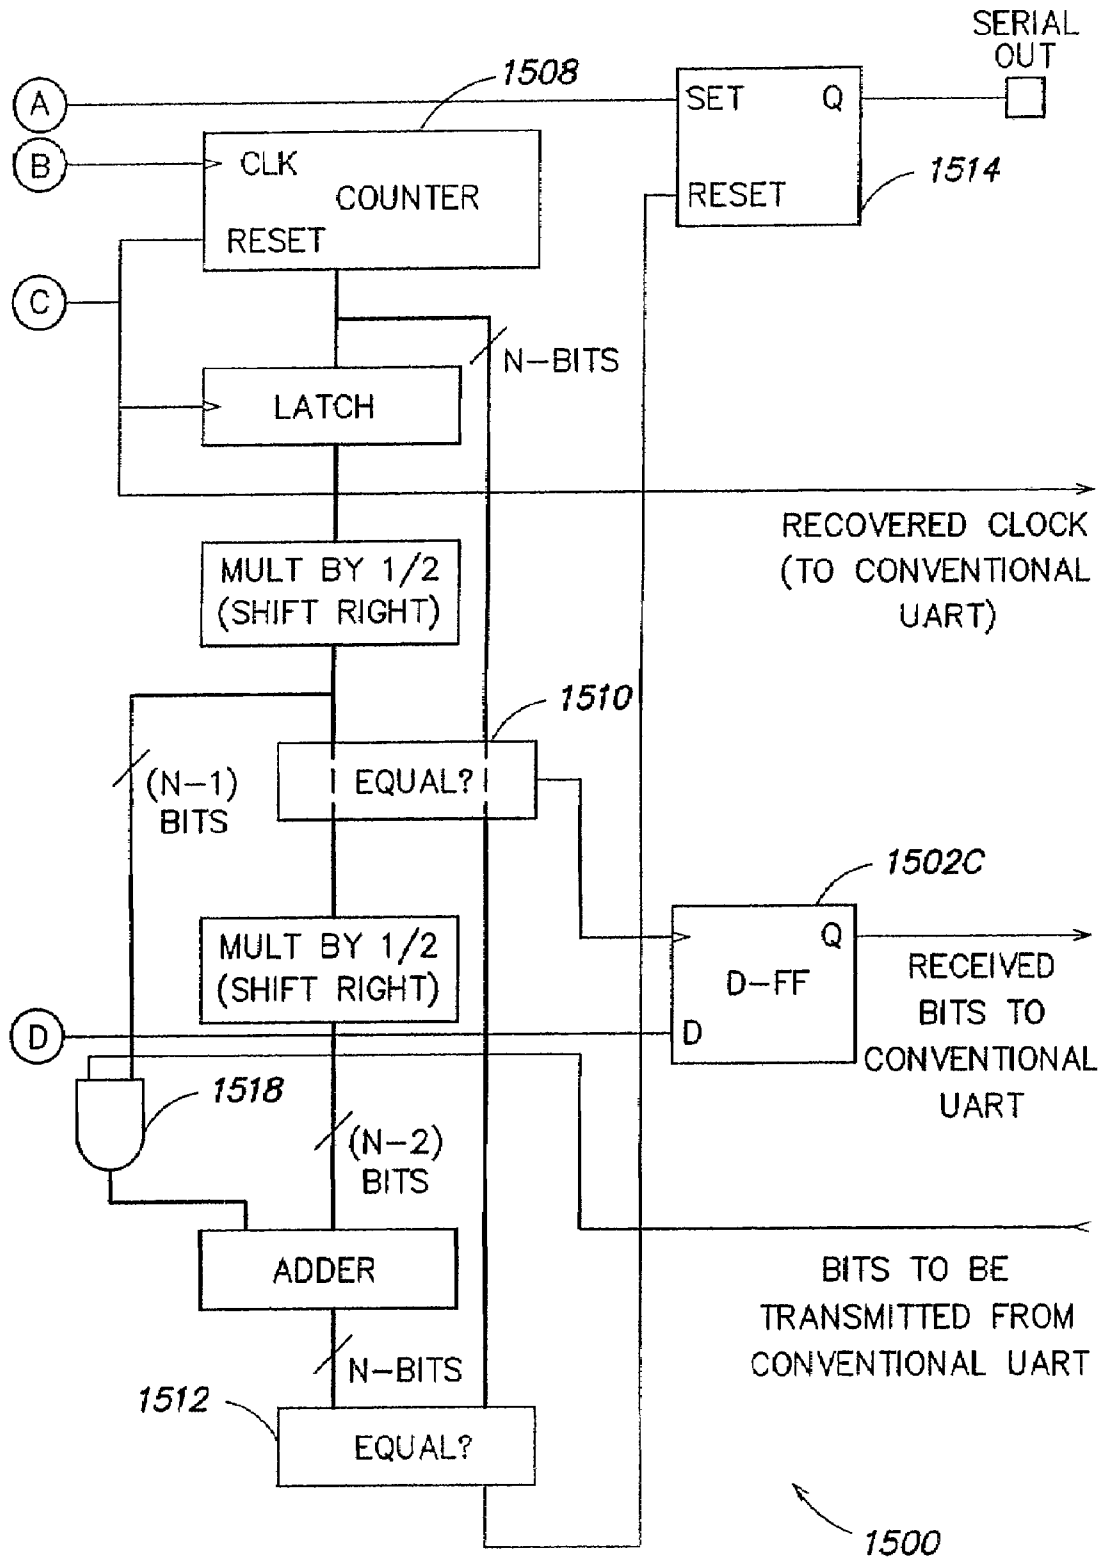 SERIAL
OUT
1508
A
SET Q
B
CLK
COUNTER
1514
RESET
RESET
C
N-BITS
LATCH
RECOVERED CLOCK
(TO CONVENTIONAL
UART)
MULT BY 1/2
(SHIFT RIGHT)
1510
EQUAL?
(N-1)
BITS
1502C
MULT BY 1/2
(SHIFT RIGHT)
Q
D-FF
D
RECEIVED
BITS TO
CONVENTIONAL
UART
D
1518
(N-2)
BITS
ADDER
BITS TO BE
TRANSMITTED FROM
CONVENTIONAL UART
N-BITS
1512
EQUAL?
1500